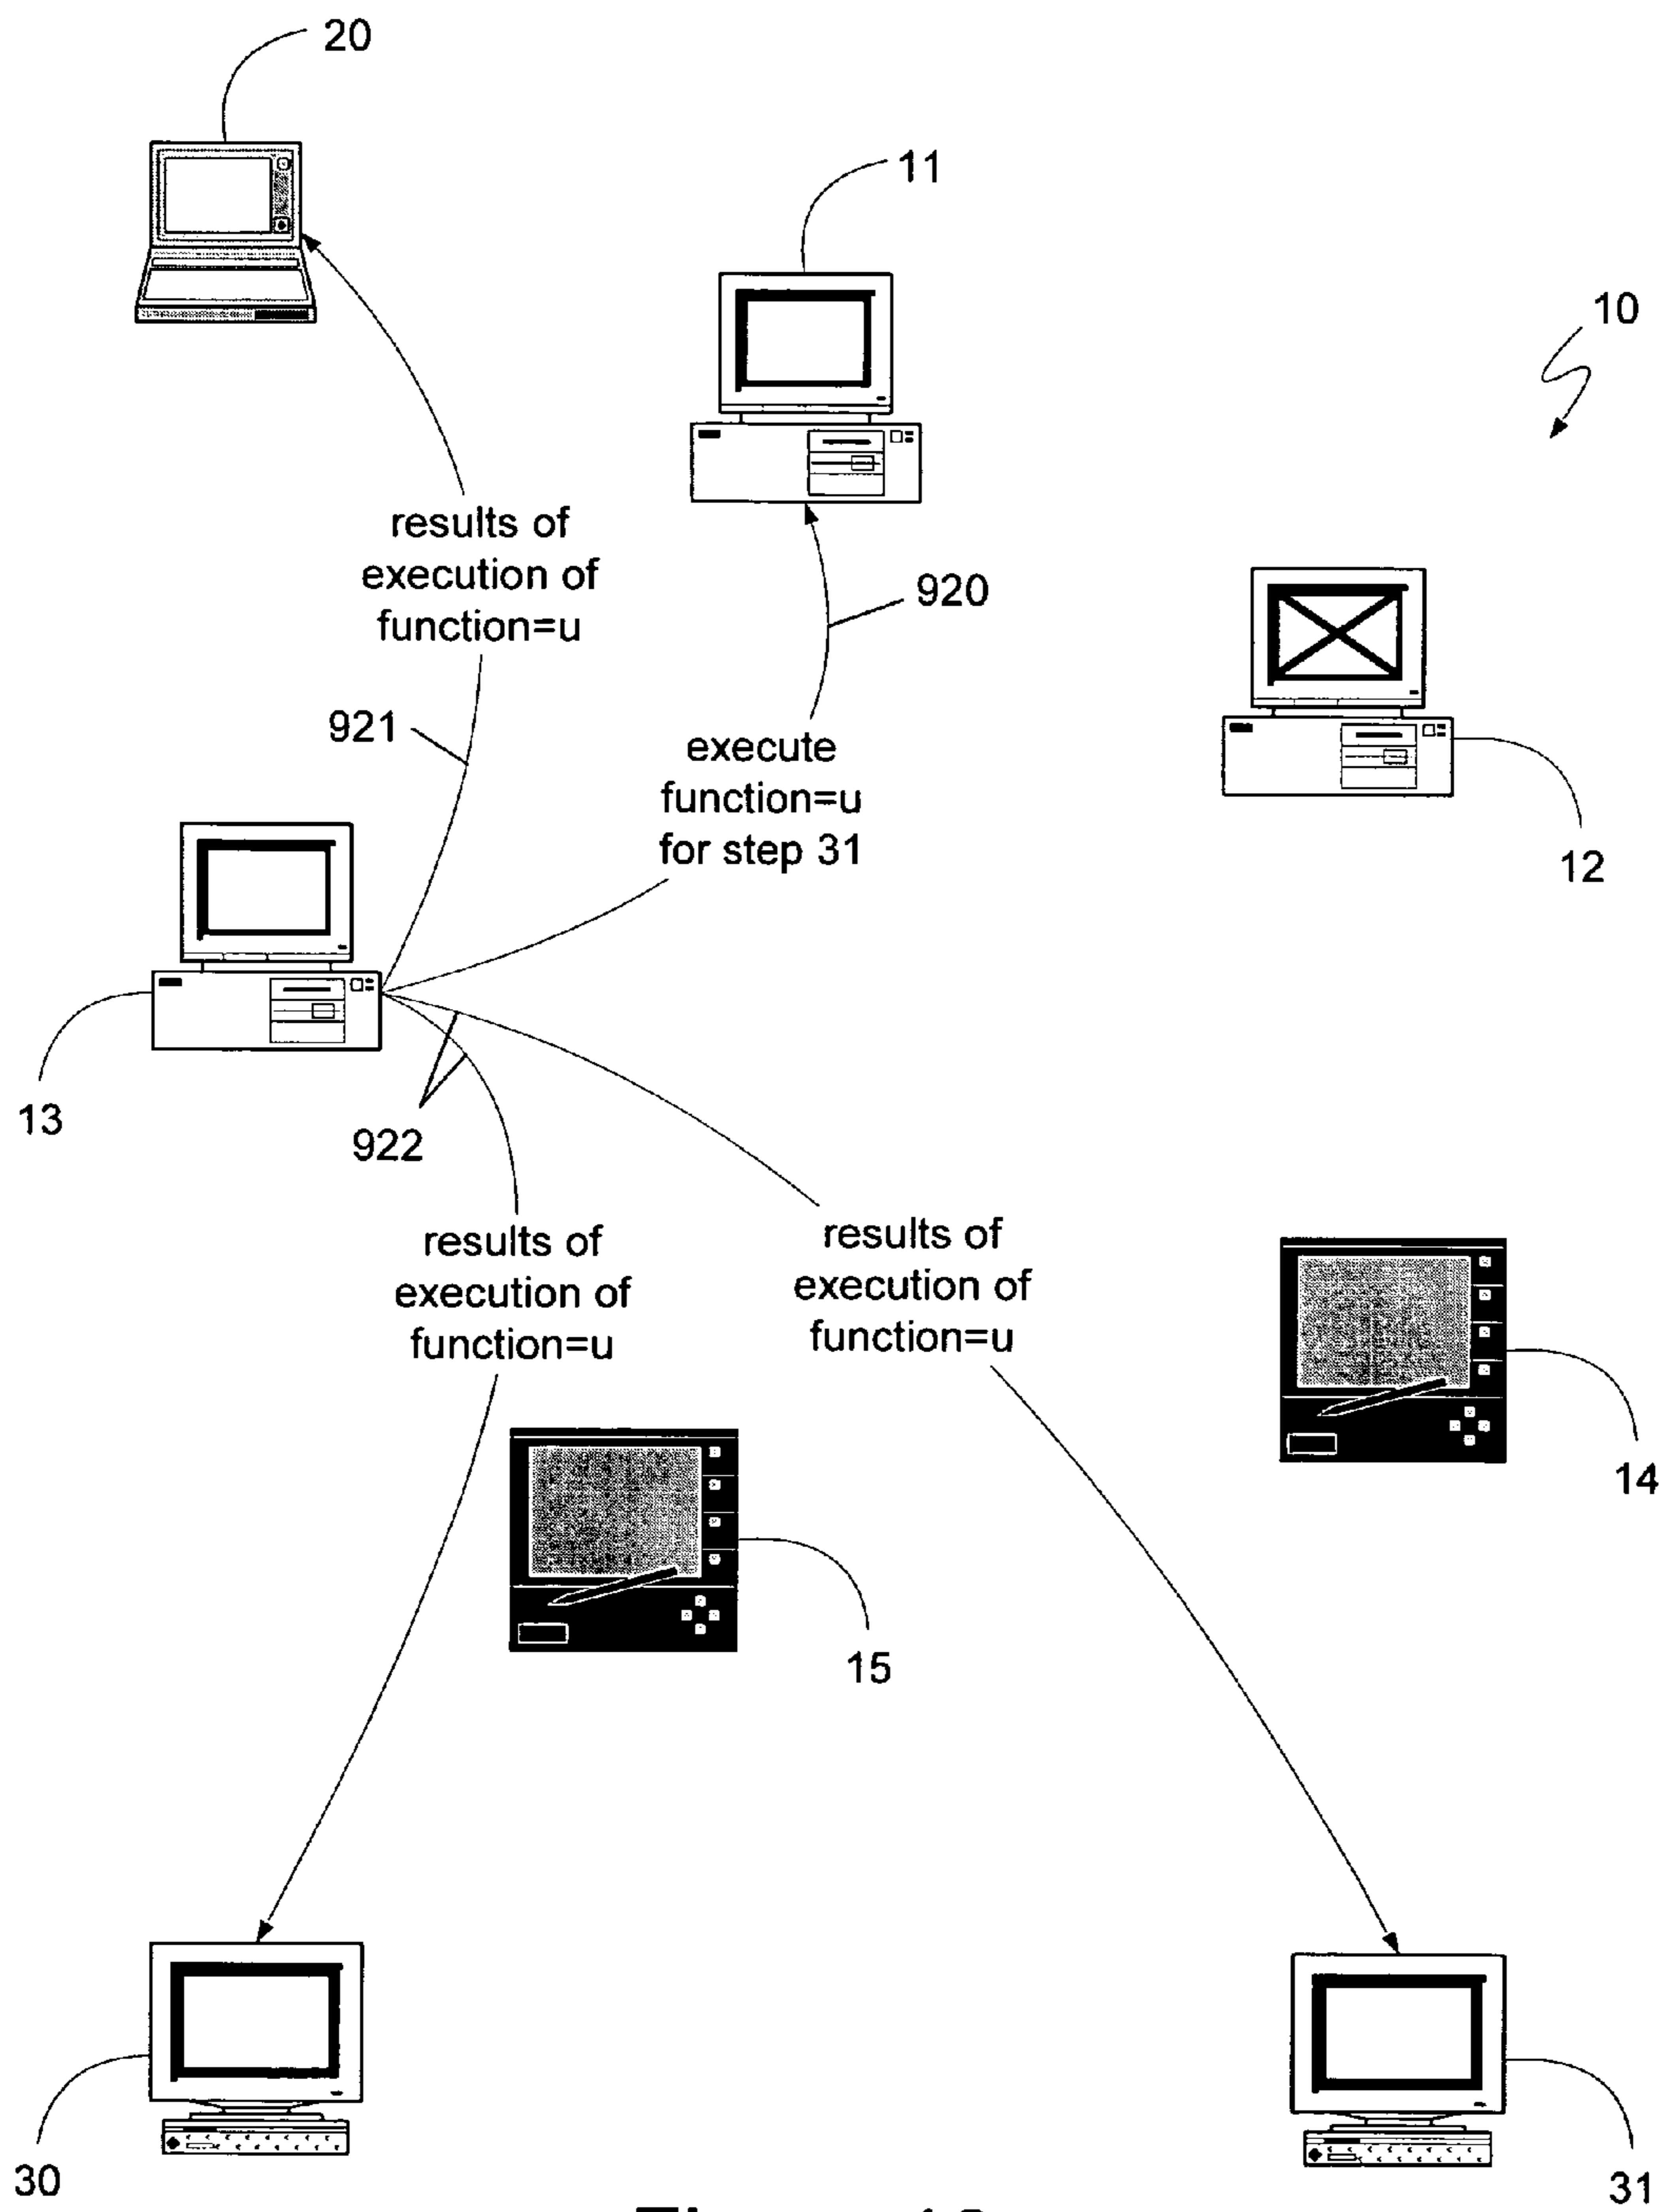 20
11
10
results of
execution of
function=u
920
921
execute
function=u
for step 31
12
13
922
results of
execution of
function=u
results of
execution of
function=u
14
15
30
31